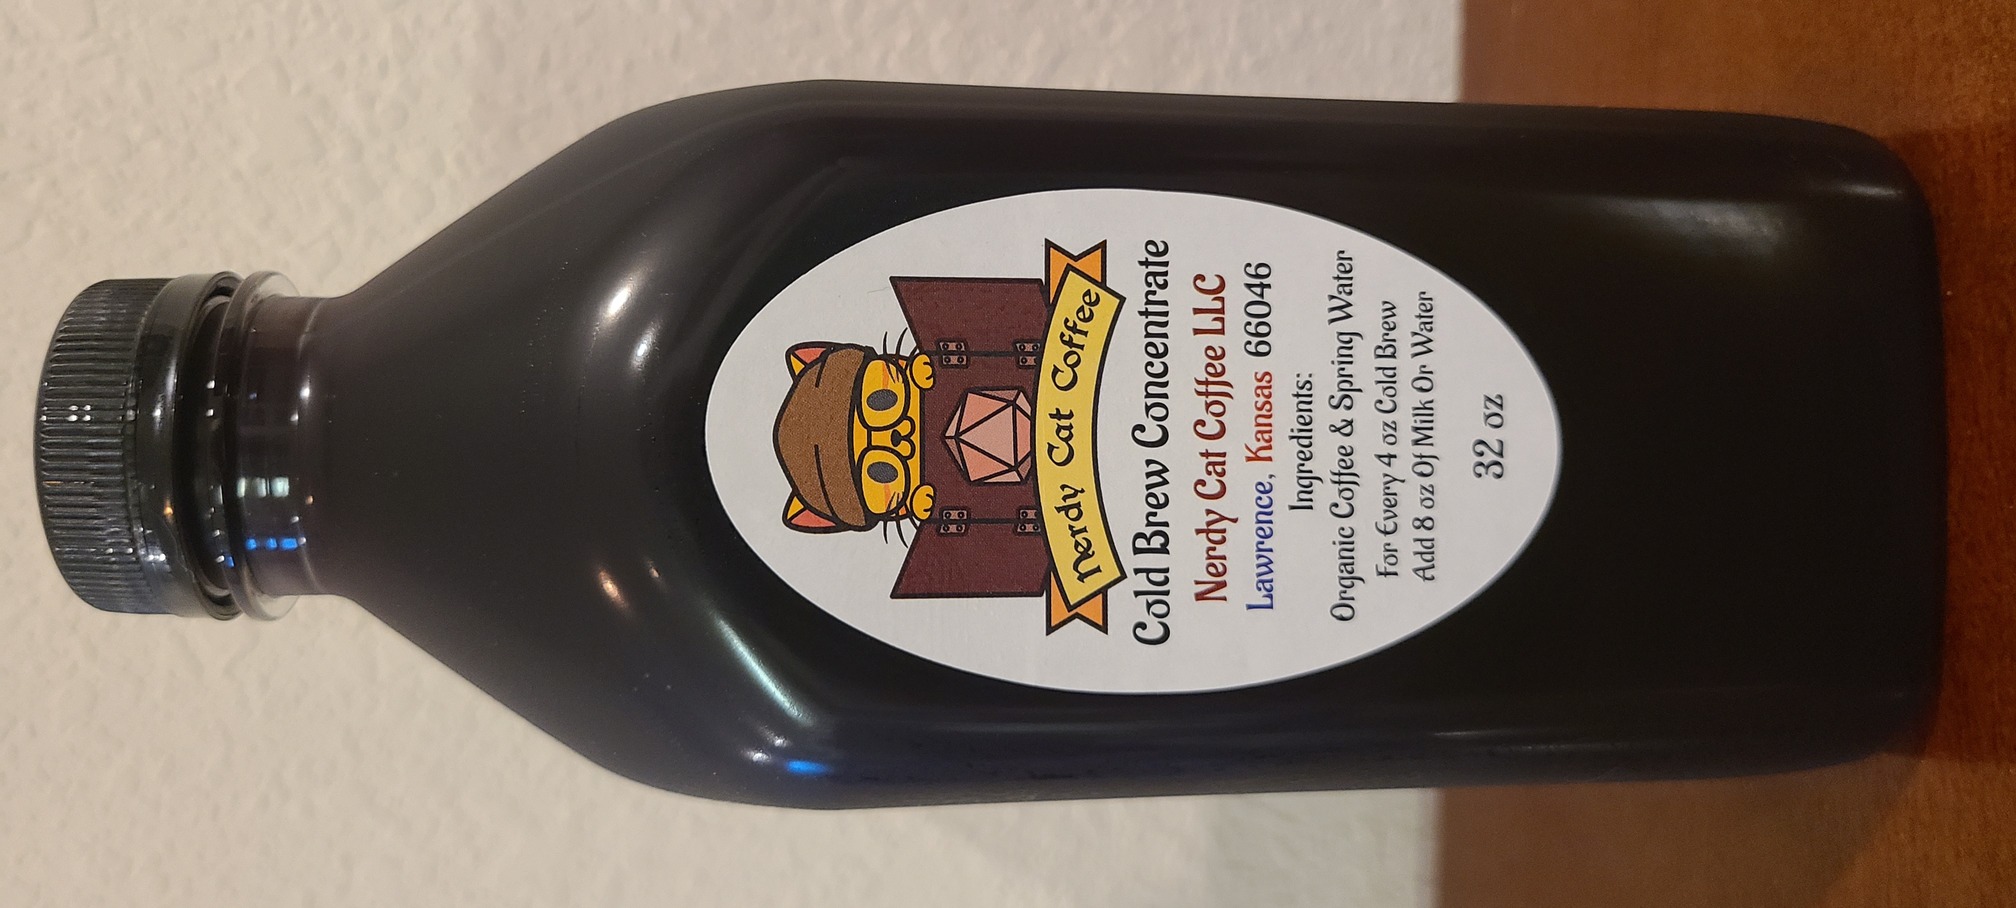 Nerdy Cat Coffee
Cold Brew Concentrate
Nerdy Cat Coffee LLC
Lawrence, Kansas 66046
Ingredients:
Organic Coffee & Spring Water
For Every 4 oz Cold Brew
Add 8 oz Of Milk Or Water
32 oz